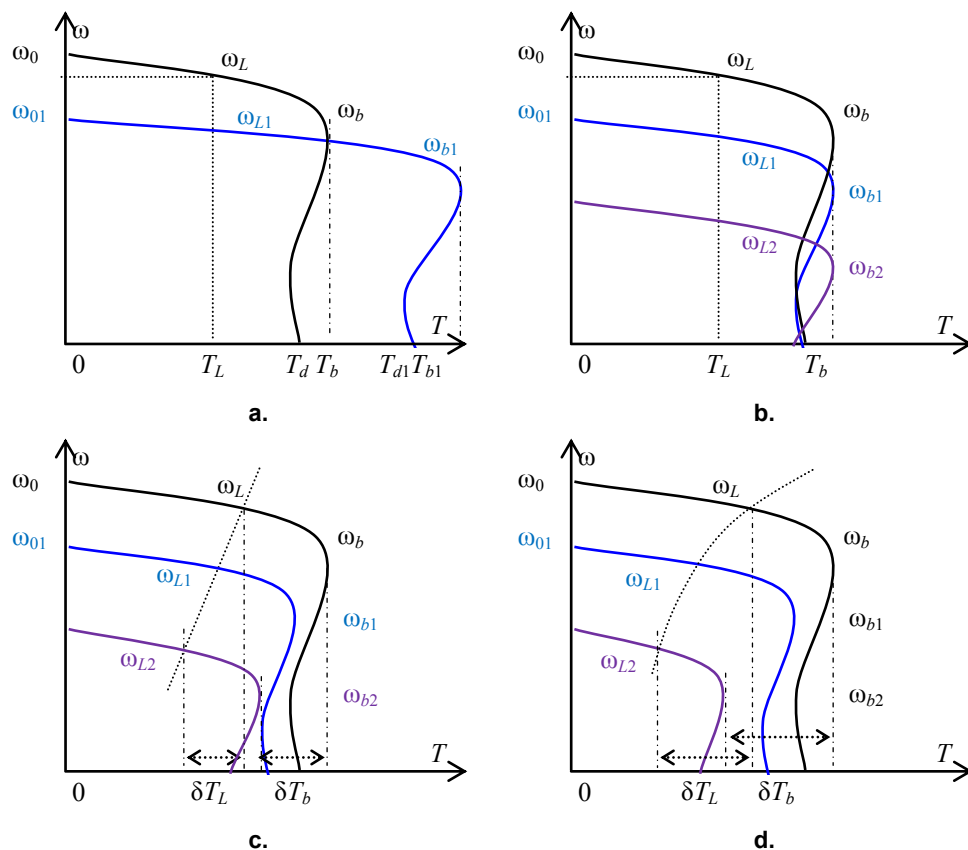 ω
ω0 ωL
ω01 ωL1 ωb ωb1
T
0 TL Td Tb Td1 Tb1
a.
ω
ω0 ωL
ω01 ωb
ωL1 ωb1
ωL2 ωb2
T
0 TL Tb
b.
ω
ω0 ωL
ω01 ωb
ωL1 ωb1
ωL2 ωb2
T
0 δTL δTb
c.
ω
ω0 ωL
ω01 ωb
ωL1 ωb1
ωL2 ωb2
T
0 δTL δTb
d.